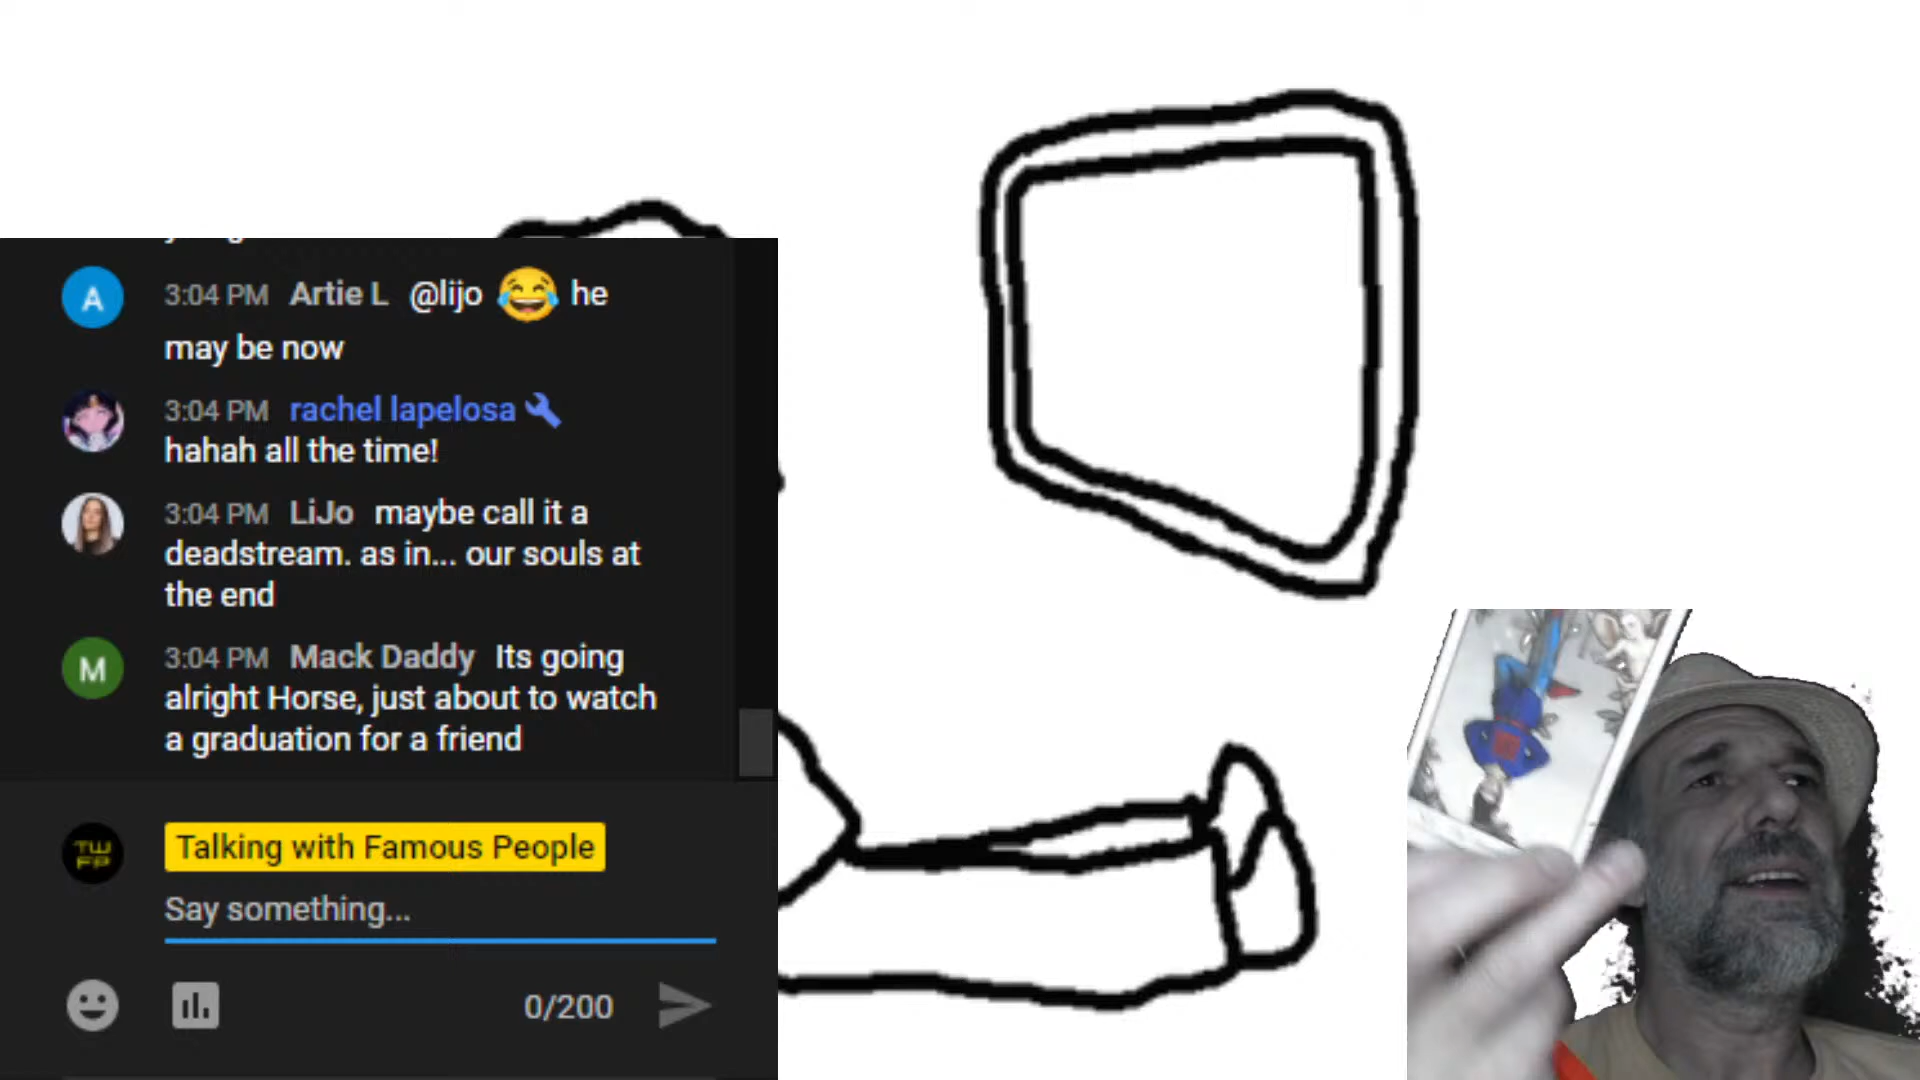 A 3:04 PM Artie L @lijo 😂 he
may be now
3:04 PM rachel lapelosa
hahah all the time!
3:04 PM LiJo maybe call it a
deadstream. as in... our souls at
the end
M 3:04 PM Mack Daddy Its going
alright Horse, just about to watch
a graduation for a friend
TW
FP
Talking with Famous People
Say something...
0/200